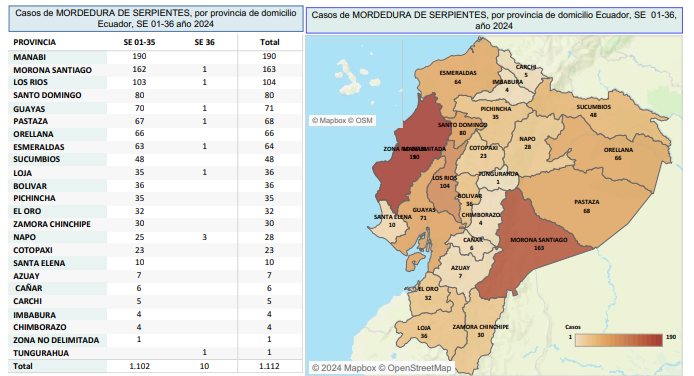 Casos de MORDEDURA DE SERPIENTES, por provincia de domicilio
Ecuador, SE 01-36 año 2024
PROVINCIA SE 01-35 SE 36 Total
MANABI 190 190
MORONA SANTIAGO 162 1 163
LOS RIOS 103 1 104
SANTO DOMINGO 80 80
GUAYAS 70 1 71
PASTAZA 67 1 68
ORELLANA 66 66
ESMERALDAS 63 1 64
SUCUMBIOS 48 48
LOJA 35 1 36
BOLIVAR 36 36
PICHINCHA 35 35
EL ORO 32 32
ZAMORA CHINCHIPE 30 30
NAPO 25 3 28
COTOPAXI 23 23
SANTA ELENA 10 10
AZUAY 7 7
CAÑAR 6 6
CARCHI 5 5
IMBABURA 4 4
CHIMBORAZO 4 4
ZONA NO DELIMITADA 1 1
TUNGURAHUA 1 1
Total 1.102 10 1.112
Casos de MORDEDURA DE SERPIENTES, por provincia de domicilio Ecuador, SE 01-36,
año 2024
CARCHI
5
ESMERALDAS
64
IMBABURA
4
© Mapbox © OSM
PICHINCHA
35
SUCUMBIOS
48
SANTO DOMINGO
80
NAPO
28
COTOPAXI
23
ORELLANA
66
LOS RIOS
104
TUNGURAHUA
1
BOLIVAR
36
PASTAZA
68
GUAYAS
71
SANTA ELENA
10
CHIMBORAZO
4
CAÑAR
6
MORONA SANTIAGO
163
AZUAY
7
EL ORO
32
LOJA
36
ZAMORA CHINCHIPE
30
Casos
1 190
© 2024 Mapbox © OpenStreetMap